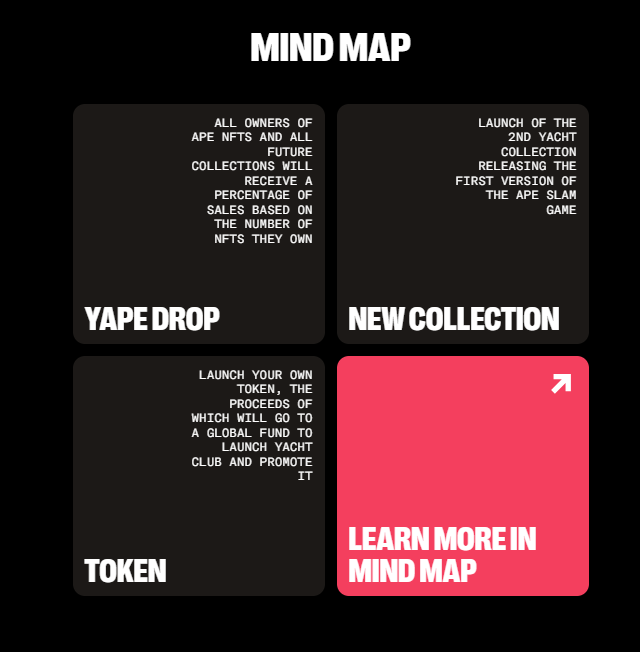 MIND MAP
ALL OWNERS OF
APE NFTS AND ALL
FUTURE
COLLECTIONS WILL
RECEIVE A
PERCENTAGE OF
SALES BASED ON
THE NUMBER OF
NFTS THEY OWN
YAPE DROP
LAUNCH OF THE
2ND YACHT
COLLECTION
RELEASING THE
FIRST VERSION OF
THE APE SLAM
GAME
NEW COLLECTION
LAUNCH YOUR OWN
TOKEN, THE
PROCEEDS OF
WHICH WILL GO TO
A GLOBAL FUND TO
LAUNCH YACHT
CLUB AND PROMOTE
IT
TOKEN
LEARN MORE IN
MIND MAP